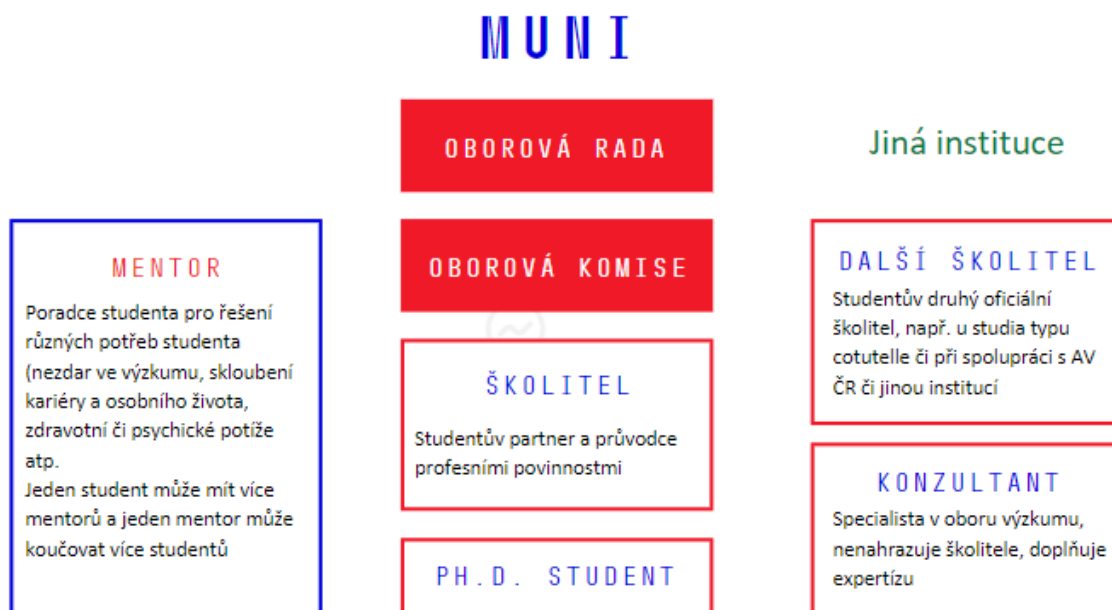 MUNI
OBOROVÁ RADA
Jiná instituce
MENTOR
Poradce studenta pro řešení
různých potřeb studenta
(nezdar ve výzkumu, skloubení
kariéry a osobního života,
zdravotní či psychické potíže
atp.
Jeden student může mít více
mentorů a jeden mentor může
koučovat více studentů
OBOROVÁ KOMISE
ŠKOLITEL
Studentův partner a průvodce
profesními povinnostmi
PH.D. STUDENT
DALŠÍ ŠKOLITEL
Studentův druhý oficiální
školitel, např. u studia typu
cotutelle či při spolupráci s AV
ČR či jinou institucí
KONZULTANT
Specialista v oboru výzkumu,
nenahrazuje školitele, doplňuje
expertízu